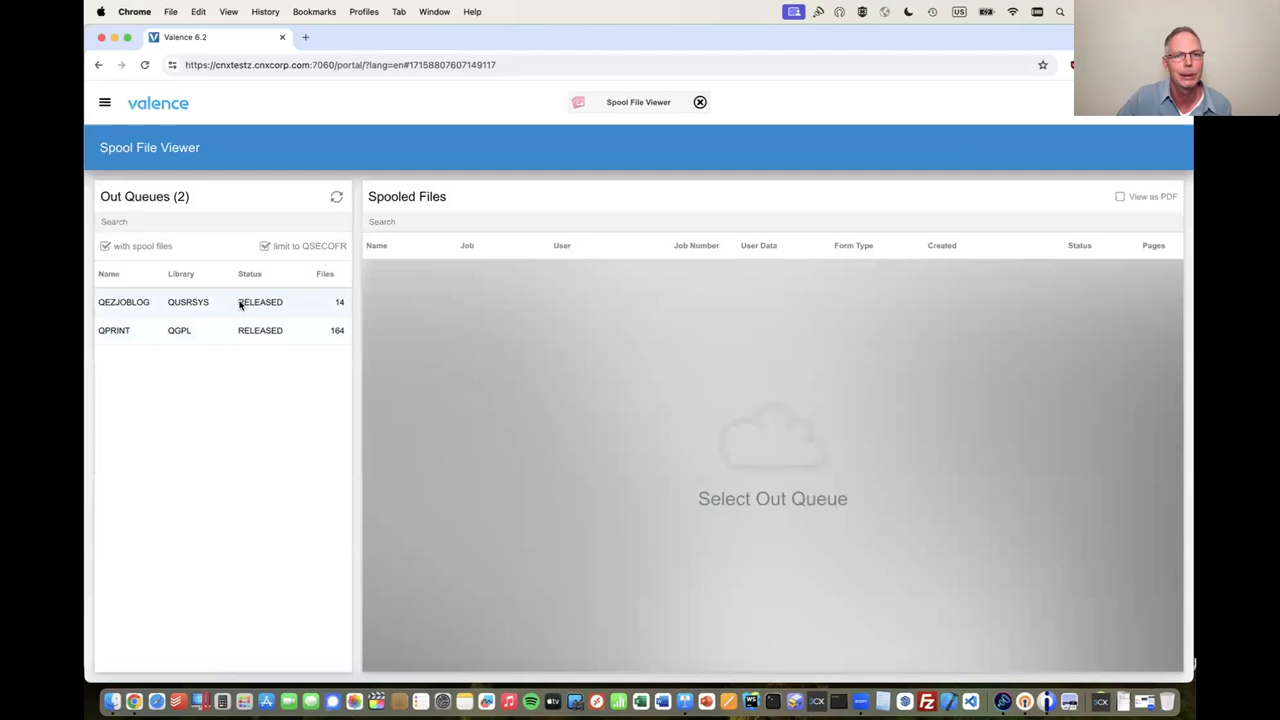 Chrome File Edit View History Bookmarks Profiles Tab Window Help US
Valence 6.2
https://cnxtestz.cnxcorp.com:7060/portal/?lang=en#17158807607149117
valence Spool File Viewer
Spool File Viewer
Out Queues (2) Spooled Files View as PDF
Search Search
with spool files limit to QSECOFR Name Job User Job Number User Data Form Type Created Status Pages
Name Library Status Files
QEZJOBLOG QUSRSYS RELEASED 14
QPRINT QGPL RELEASED 164
Select Out Queue